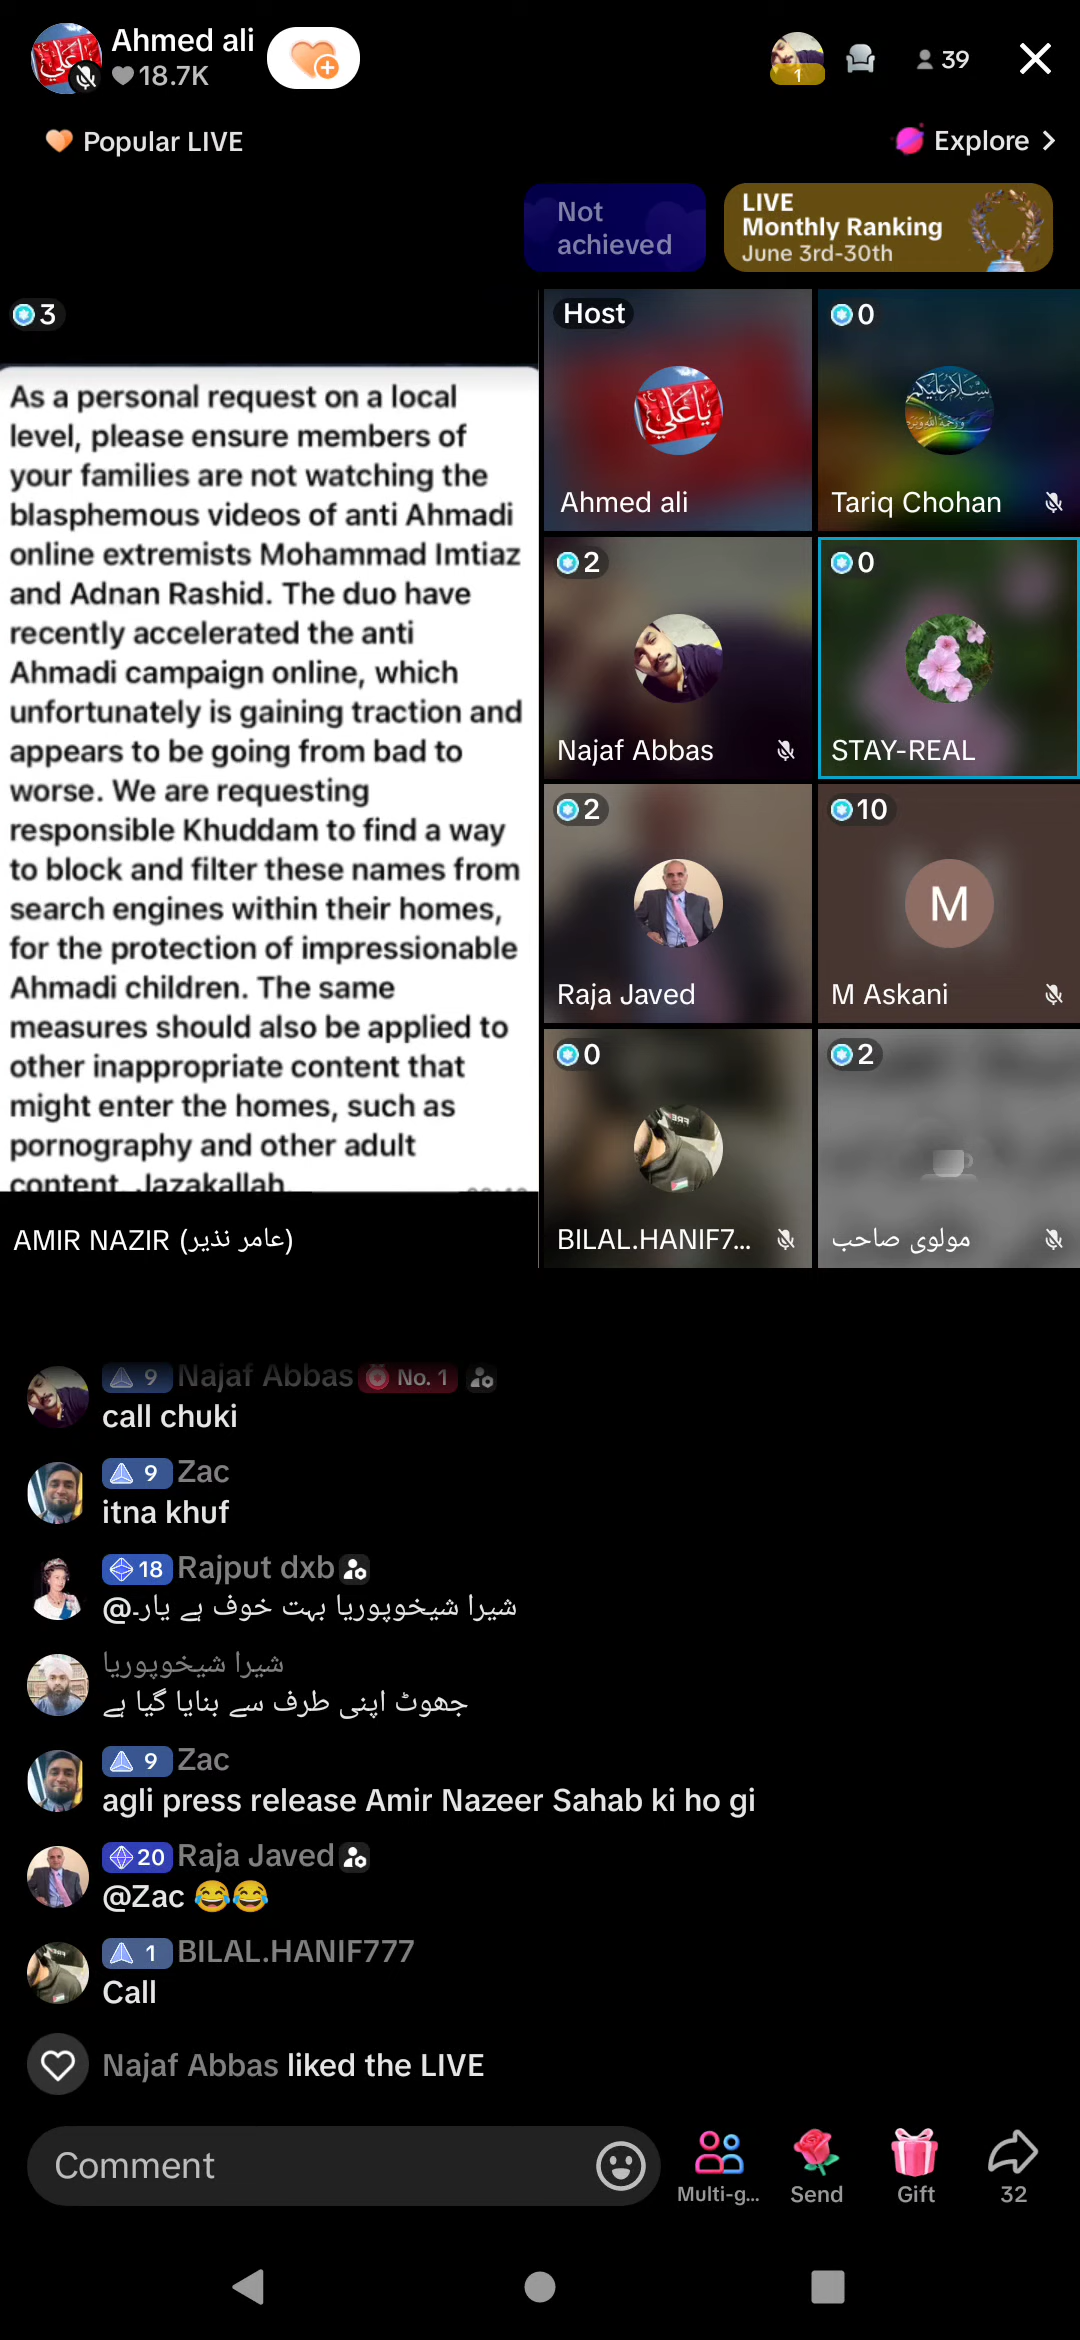 Ahmed ali
18.7K
1
39
Popular LIVE
Explore
Not
achieved
LIVE
Monthly Ranking
June 3rd-30th
3
As a personal request on a local
level, please ensure members of
your families are not watching the
blasphemous videos of anti Ahmadi
online extremists Mohammad Imtiaz
and Adnan Rashid. The duo have
recently accelerated the anti
Ahmadi campaign online, which
unfortunately is gaining traction and
appears to be going from bad to
worse. We are requesting
responsible Khuddam to find a way
to block and filter these names from
search engines within their homes,
for the protection of impressionable
Ahmadi children. The same
measures should also be applied to
other inappropriate content that
might enter the homes, such as
pornography and other adult
content. Jazakallah
AMIR NAZIR (عامر نذیر)
Host
ياعلي
Ahmed ali
0
Tariq Chohan
2
Najaf Abbas
0
STAY-REAL
2
Raja Javed
10
M
M Askani
0
BILAL.HANIF7...
2
مولوی صاحب
9 Najaf Abbas No. 1
call chuki
9 Zac
itna khuf
18 Rajput dxb
@شیرا شیخوپوریا بہت خوف ہے یار۔
شیرا شیخوپوریا
جھوٹ اپنی طرف سے بنایا گیا ہے
9 Zac
agli press release Amir Nazeer Sahab ki ho gi
20 Raja Javed
@Zac 😂😂
1 BILAL.HANIF777
Call
Najaf Abbas liked the LIVE
Comment
Multi-g...
Send
Gift
32